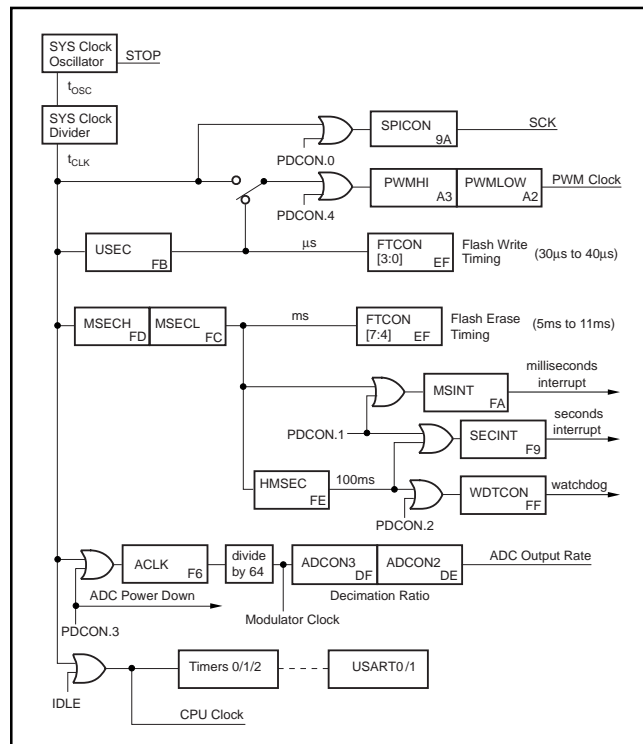 SYS Clock
Oscillator
STOP
tOSC
SYS Clock
Divider
tCLK
SPICON
9A
SCK
PDCON.0
PWMHI
A3
PWMLOW
A2
PWM Clock
PDCON.4
USEC
FB
µs
FTCON
[3:0]
EF
Flash Write
Timing
(30µs to 40µs)
MSECH
FD
MSECL
FC
ms
FTCON
[7:4]
EF
Flash Erase
Timing
(5ms to 11ms)
MSINT
FA
milliseconds
interrupt
PDCON.1
SECINT
F9
seconds
interrupt
HMSEC
FE
100ms
WDTCON
FF
watchdog
PDCON.2
ACLK
F6
divide
by 64
ADCON3
DF
ADCON2
DE
ADC Output Rate
ADC Power Down
Decimation Ratio
PDCON.3
Modulator Clock
Timers 0/1/2
USART0/1
IDLE
CPU Clock